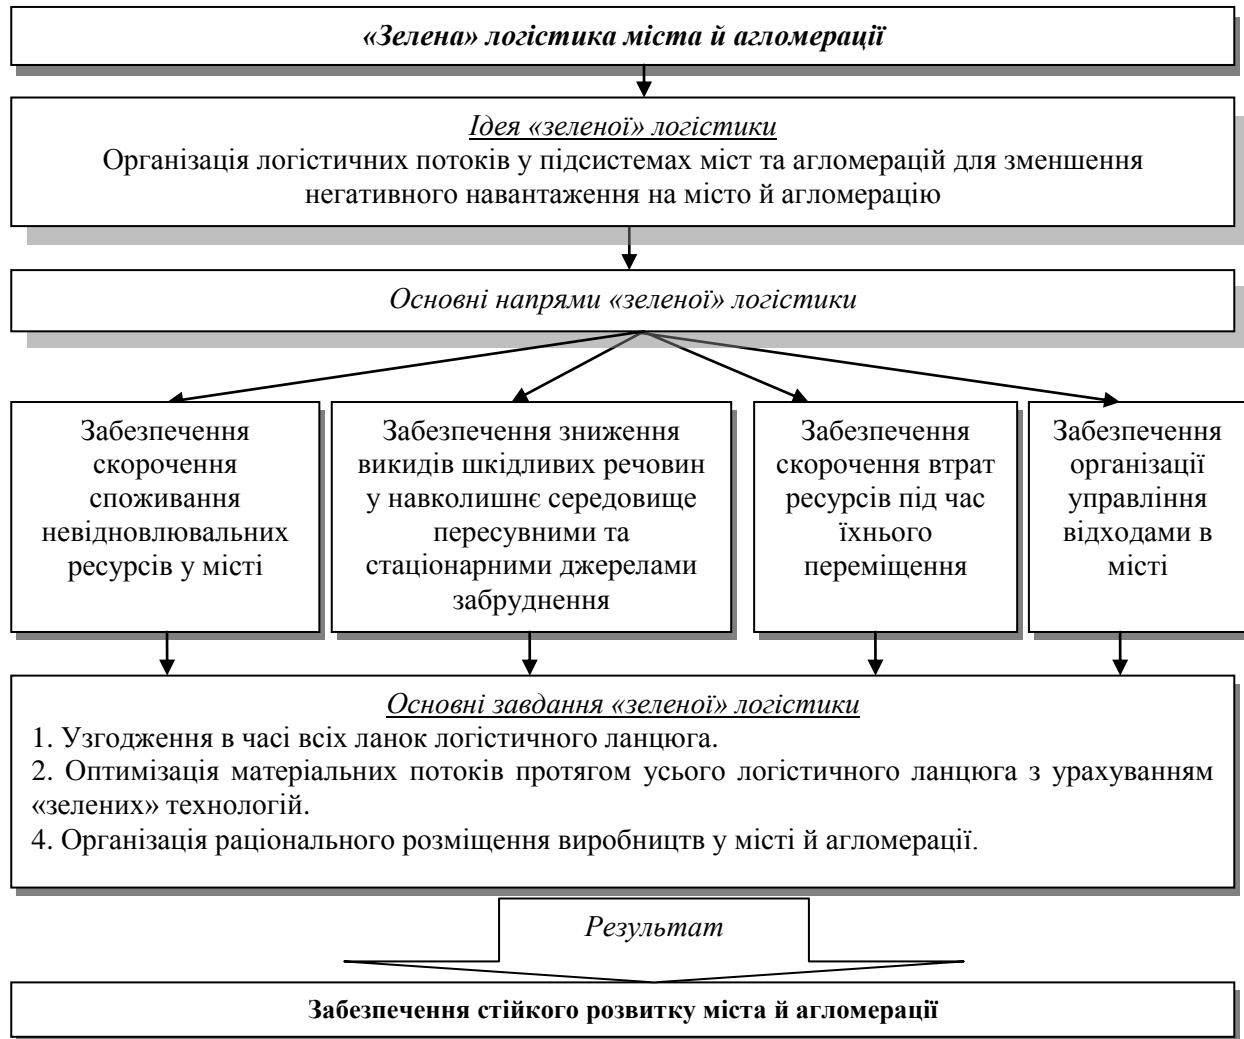 «Зелена» логістика міста й агломерації
Ідея «зеленої» логістики
Організація логістичних потоків у підсистемах міст та агломерацій для зменшення
негативного навантаження на місто й агломерацію
Основні напрями «зеленої» логістики
Забезпечення
скорочення
споживання
невідновлювальних
ресурсів у місті
Забезпечення зниження
викидів шкідливих речовин
у навколишнє середовище
пересувними та
стаціонарними джерелами
забруднення
Забезпечення
скорочення втрат
ресурсів під час
їхнього
переміщення
Забезпечення
організації
управління
відходами в
місті
Основні завдання «зеленої» логістики
1. Узгодження в часі всіх ланок логістичного ланцюга.
2. Оптимізація матеріальних потоків протягом усього логістичного ланцюга з урахуванням
«зелених» технологій.
4. Організація раціонального розміщення виробництв у місті й агломерації.
Результат
Забезпечення стійкого розвитку міста й агломерації